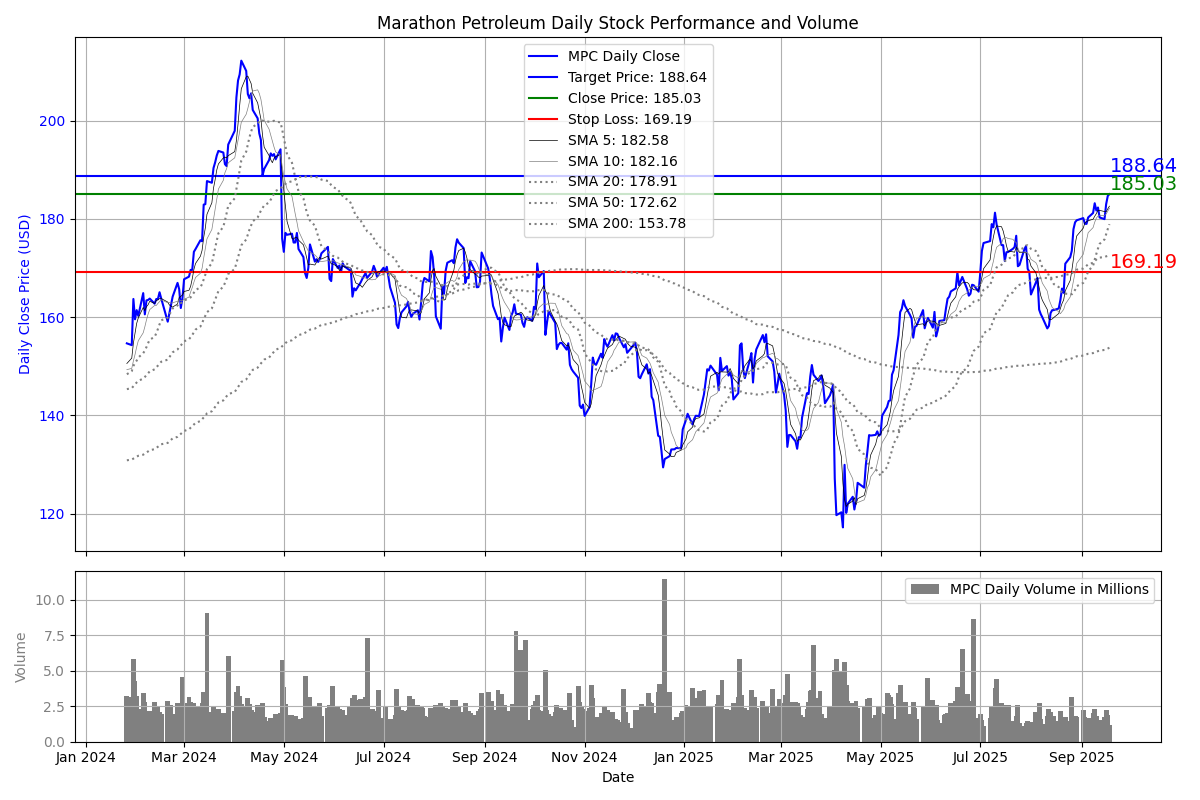 Marathon Petroleum Daily Stock Performance and Volume
MPC Daily Close
Target Price: 188.64
Close Price: 185.03
Stop Loss: 169.19
SMA 5: 182.58
SMA 10: 182.16
SMA 20: 178.91
SMA 50: 172.62
SMA 200: 153.78
188.64
185.03
169.19
Daily Close Price (USD)
200
180
160
140
120
MPC Daily Volume in Millions
Volume
10.0
7.5
5.0
2.5
0.0
Jan 2024 Mar 2024 May 2024 Jul 2024 Sep 2024 Nov 2024 Jan 2025 Mar 2025 May 2025 Jul 2025 Sep 2025
Date